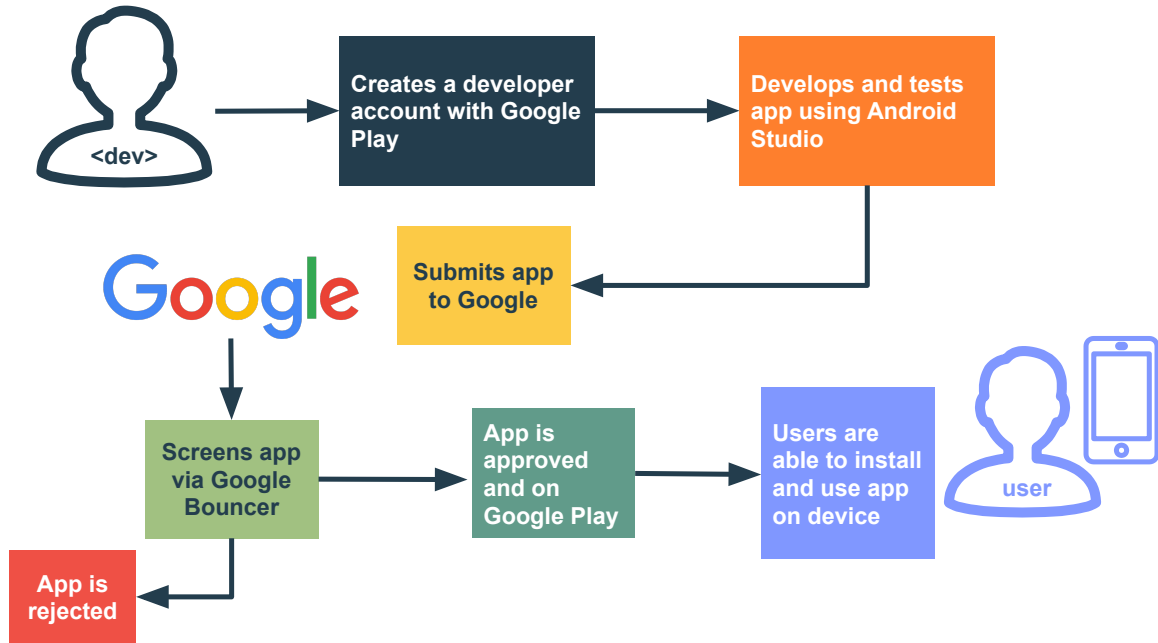 <dev>
Creates a developer
account with Google
Play
Develops and tests
app using Android
Studio
Submits app
to Google
Google
Screens app
via Google
Bouncer
App is
approved
and on
Google Play
Users are
able to install
and use app
on device
user
App is
rejected